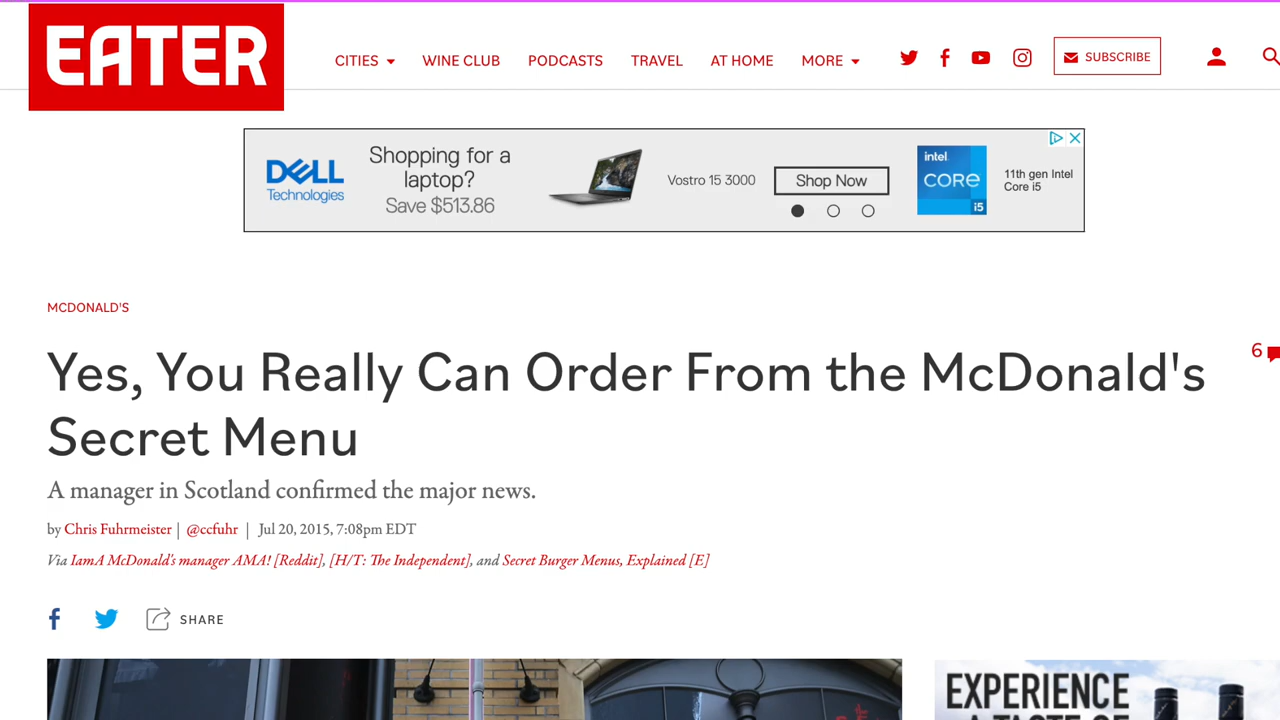 EATER
CITIES WINE CLUB PODCASTS TRAVEL AT HOME MORE SUBSCRIBE
DELL
Technologies
Shopping for a
laptop?
Save $513.86
Vostro 15 3000
Shop Now
intel
CORE
i5
11th gen Intel
Core i5
MCDONALD'S
Yes, You Really Can Order From the McDonald's
Secret Menu
6
A manager in Scotland confirmed the major news.
by Chris Fuhrmeister | @ccfuhr | Jul 20, 2015, 7:08pm EDT
Via IamA McDonald's manager AMA! [Reddit], [H/T: The Independent], and Secret Burger Menus, Explained [E]
SHARE
EXPERIENCE
A TASTE OF